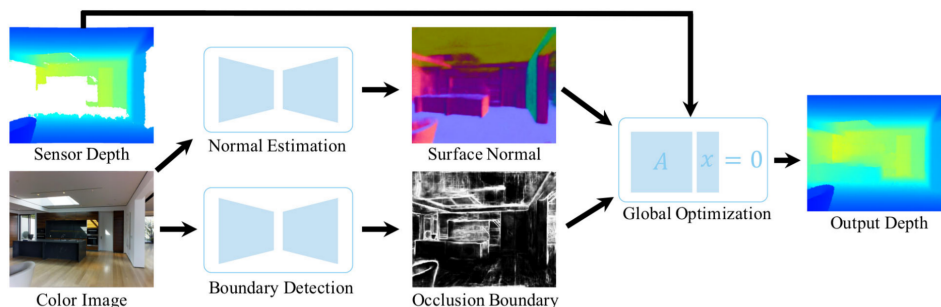 Sensor Depth
Normal Estimation
Surface Normal
A x = 0
Global Optimization
Output Depth
Color Image
Boundary Detection
Occlusion Boundary